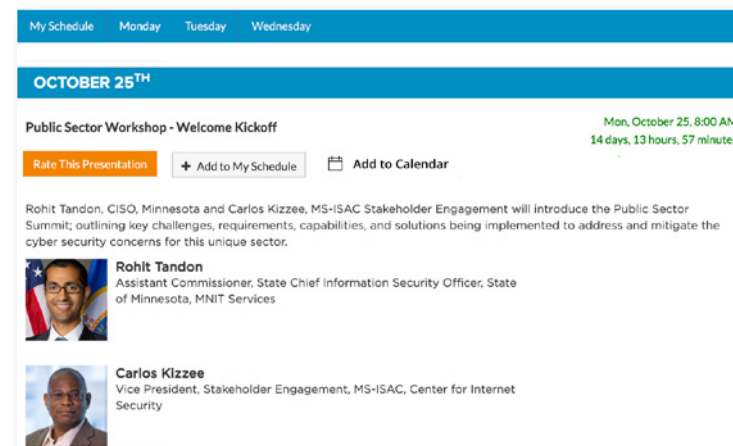 My Schedule Monday Tuesday Wednesday
OCTOBER 25TH
Public Sector Workshop - Welcome Kickoff
Mon, October 25, 8:00 AM
14 days, 13 hours, 57 minute
Rate This Presentation + Add to My Schedule Add to Calendar
Rohit Tandon, CISO, Minnesota and Carlos Kizzee, MS-ISAC Stakeholder Engagement will introduce the Public Sector
Summit; outlining key challenges, requirements, capabilities, and solutions being implemented to address and mitigate the
cyber security concerns for this unique sector.
Rohit Tandon
Assistant Commissioner, State Chief Information Security Officer, State
of Minnesota, MNIT Services
Carlos Kizzee
Vice President, Stakeholder Engagement, MS-ISAC, Center for Internet
Security